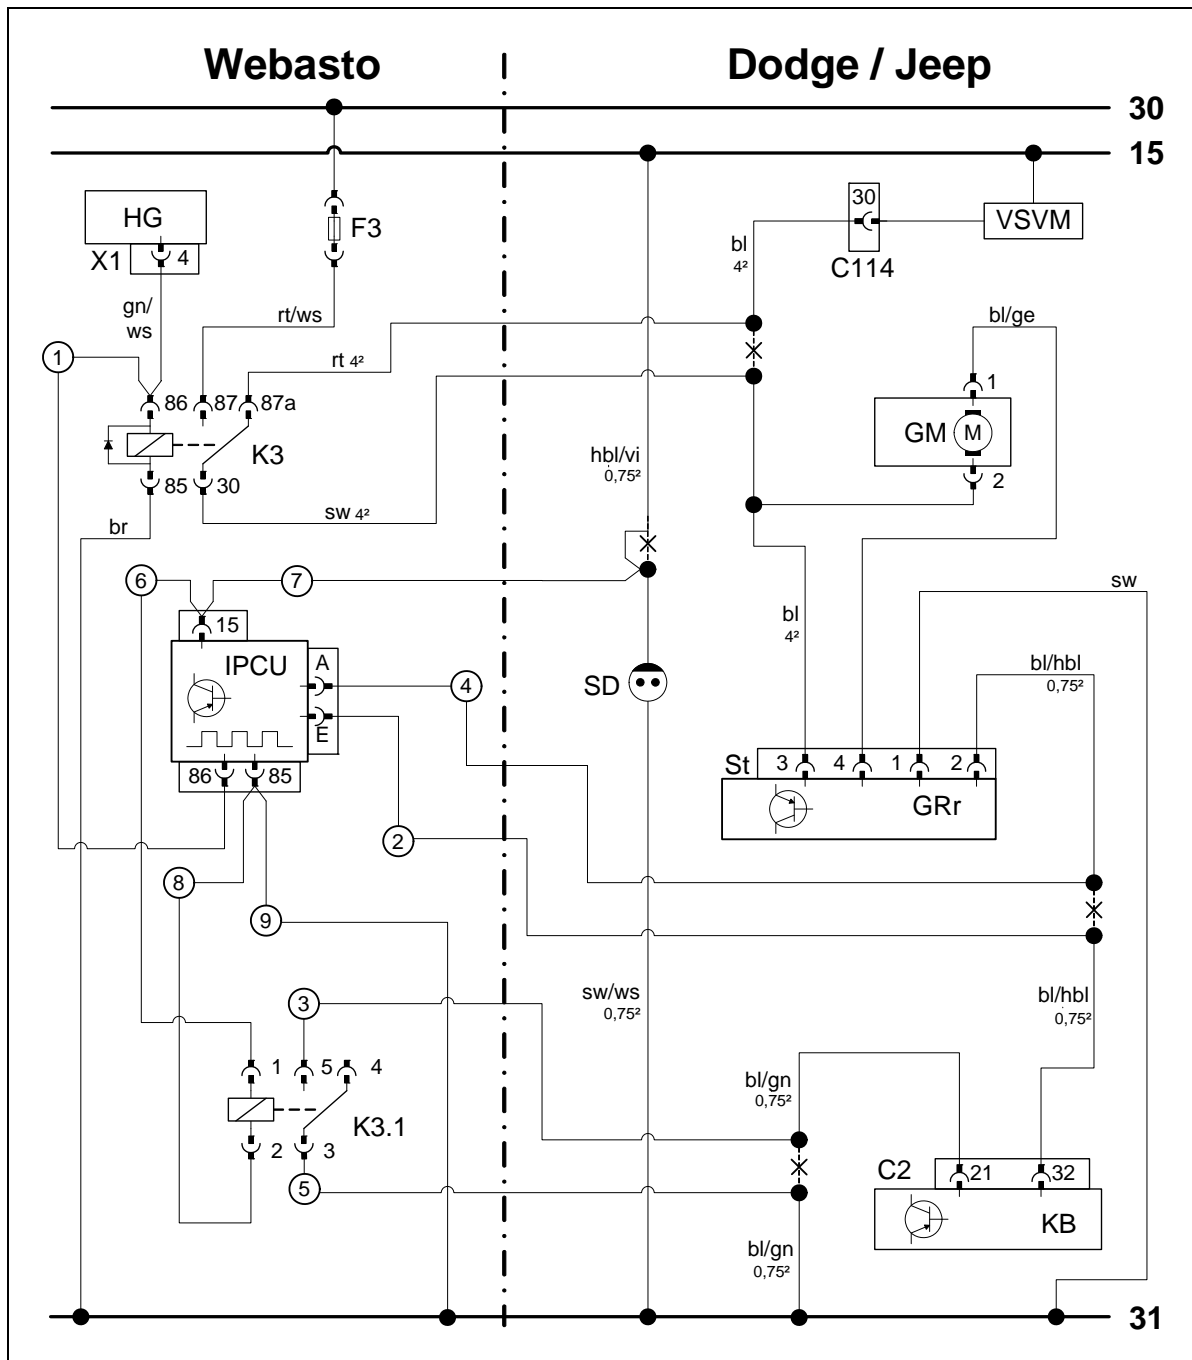 Webasto
Dodge / Jeep
30
15
HG
X1
4
F3
30
C114
VSVM
bl
4²
gn/
ws
rt/ws
rt 4²
bl/ge
1
86
87
87a
K3
85
30
br
sw 4²
hbl/vi
0,75²
GM
M
1
2
6
7
sw
15
IPCU
A
E
4
SD
bl
4²
bl/hbl
0,75²
St
3
4
1
2
GRr
86
85
2
8
9
sw/ws
0,75²
bl/hbl
0,75²
3
1
5
4
K3.1
2
3
5
bl/gn
0,75²
C2
21
32
KB
bl/gn
0,75²
31